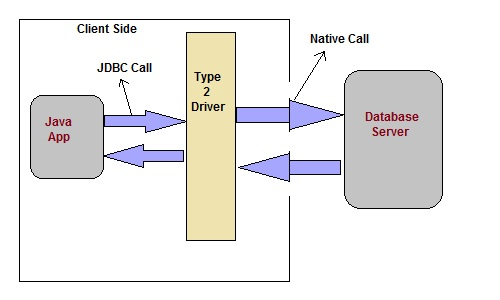 Client Side
Native Call
JDBC Call
Type
2
Driver
Java
App
Database
Server